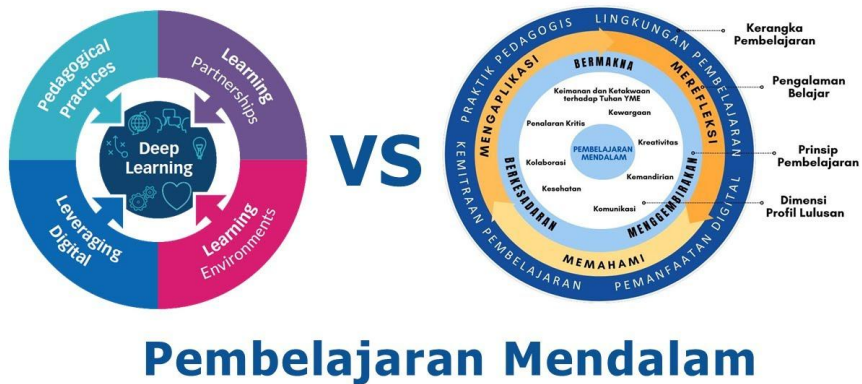 Pedagogical
Practices
Learning
Partnerships
Deep
Learning
Leveraging
Digital
Learning
Environments
VS
PRAKTIK PEDAGOGIS
LINGKUNGAN PEMBELAJARAN
KEMITRAAN PEMBELAJARAN
PEMANFAATAN DIGITAL
MENGAPLIKASI
MEREFLEKSI
MEMAHAMI
BERMAKNA
BERKESADARAN
MENGGEMBIRAKAN
Keimanan dan Ketakwaan
terhadap Tuhan YME
Kewargaan
Penalaran Kritis
Kreativitas
PEMBELAJARAN
MENDALAM
Kolaborasi
Kemandirian
Kesehatan
Komunikasi
Kerangka
Pembelajaran
Pengalaman
Belajar
Prinsip
Pembelajaran
Dimensi
Profil Lulusan
Pembelajaran Mendalam